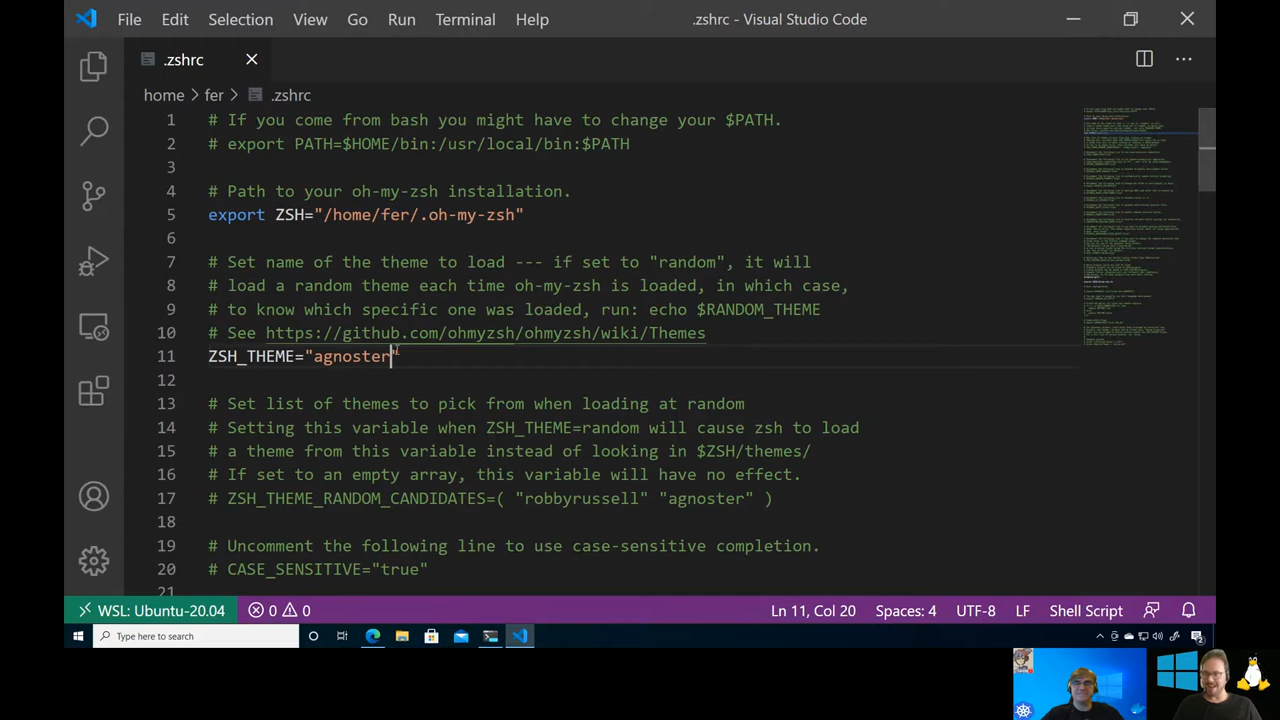 File Edit Selection View Go Run Terminal Help .zshrc - Visual Studio Code
.zshrc
home > fer > .zshrc
1 # If you come from bash you might have to change your $PATH.
2 # export PATH=$HOME/bin:/usr/local/bin:$PATH
3
4 # Path to your oh-my-zsh installation.
5 export ZSH="/home/fer/.oh-my-zsh"
6
7 # Set name of the theme to load --- if set to "random", it will
8 # load a random theme each time oh-my-zsh is loaded, in which case,
9 # to know which specific one was loaded, run: echo $RANDOM_THEME
10 # See https://github.com/ohmyzsh/ohmyzsh/wiki/Themes
11 ZSH_THEME="agnoster"
12
13 # Set list of themes to pick from when loading at random
14 # Setting this variable when ZSH_THEME=random will cause zsh to load
15 # a theme from this variable instead of looking in $ZSH/themes/
16 # If set to an empty array, this variable will have no effect.
17 # ZSH_THEME_RANDOM_CANDIDATES=( "robbyrussell" "agnoster" )
18
19 # Uncomment the following line to use case-sensitive completion.
20 # CASE_SENSITIVE="true"
21
WSL: Ubuntu-20.04 0 0 Ln 11, Col 20 Spaces: 4 UTF-8 LF Shell Script
Type here to search